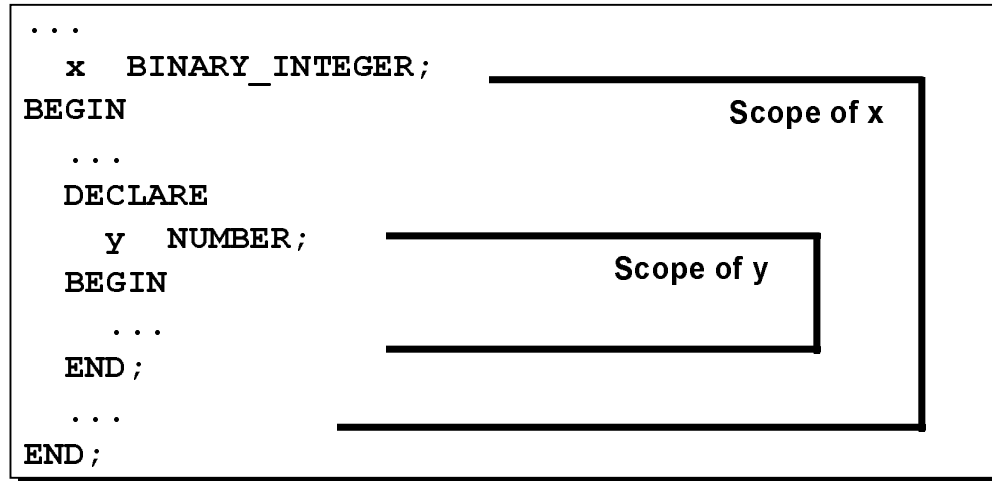 ...
x BINARY_INTEGER;
BEGIN
Scope of x
...
DECLARE
y NUMBER;
Scope of y
BEGIN
...
END;
...
END;